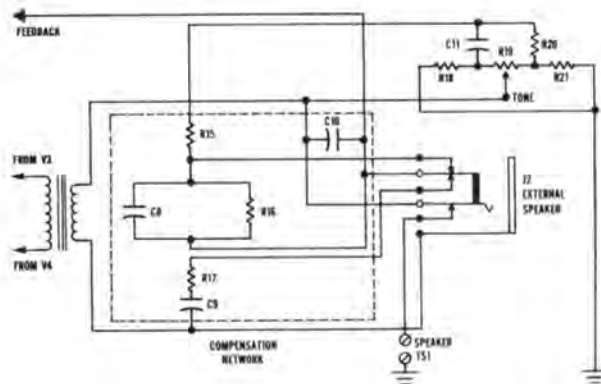 FEEDBACK
C11
R20
R18
R19
R21
TONE
R15
C10
FROM V3
J2
EXTERNAL
SPEAKER
C8
R16
FROM V4
R17
C9
COMPENSATION
NETWORK
SPEAKER
TS1